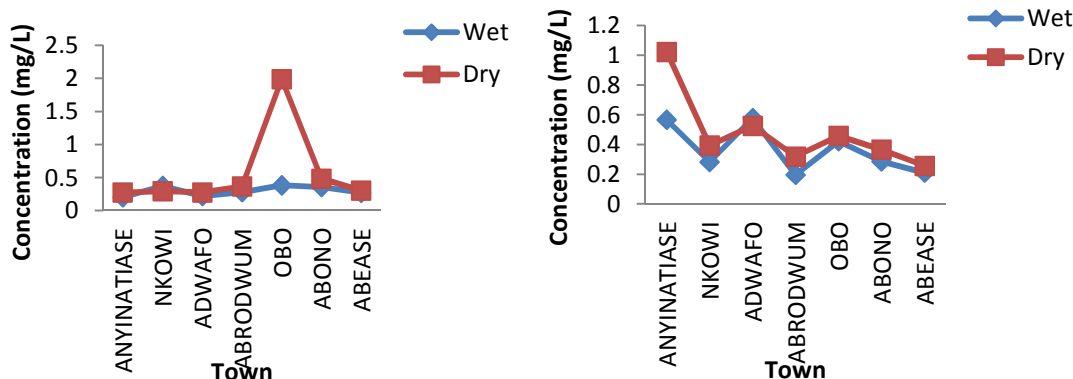 Concentration (mg/L)
2.5
2
1.5
1
0.5
0
Wet
Dry
ANYINATIASE
NKOWI
ADWAFO
ABRODWUM
OBO
ABONO
ABEASE
Town
Concentration (mg/L)
1.2
1
0.8
0.6
0.4
0.2
0
Wet
Dry
ANYINATIASE
NKOWI
ADWAFO
ABRODWUM
OBO
ABONO
ABEASE
Town